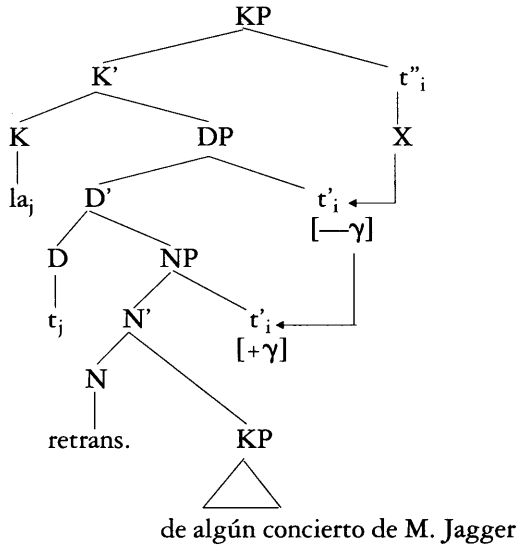 KP
K’ t”i
K DP X
laj D’ t’i
[—γ]
D NP
tj N’ t’i
[+γ]
N
retrans. KP
de algún concierto de M. Jagger